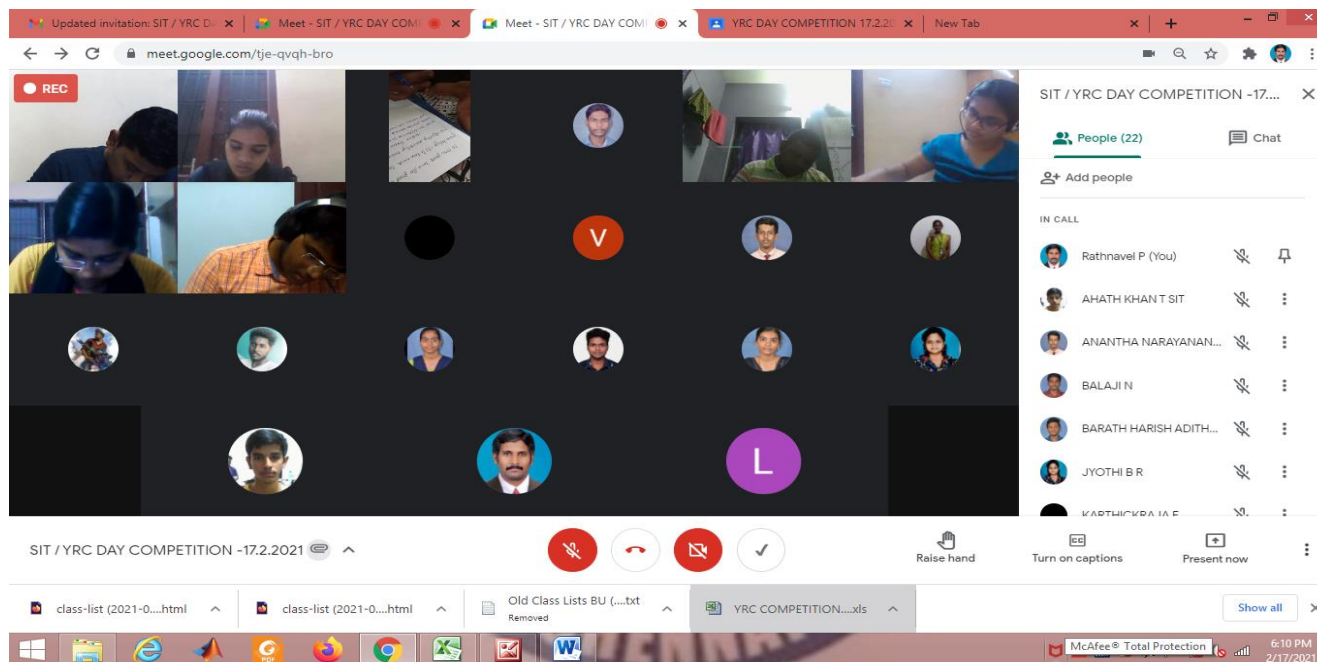 Updated invitation: SIT / YRC D
Meet - SIT / YRC DAY COM
Meet - SIT / YRC DAY COM
YRC DAY COMPETITION 17.2.20
New Tab
meet.google.com/tje-qvqh-bro
REC
SIT / YRC DAY COMPETITION -17....
People (22)
Chat
Add people
IN CALL
Rathnavel P (You)
AHATH KHAN T SIT
ANANTHA NARAYANAN...
BALAJI N
BARATH HARISH ADITH...
JYOTHI B R
KARTHICKRAJA E
V
L
SIT / YRC DAY COMPETITION -17.2.2021
Raise hand
CC
Turn on captions
Present now
class-list (2021-0....html
class-list (2021-0....html
Old Class Lists BU (....txt
Removed
YRC COMPETITION....xls
Show all
McAfee® Total Protection
6:10 PM
2/17/2021